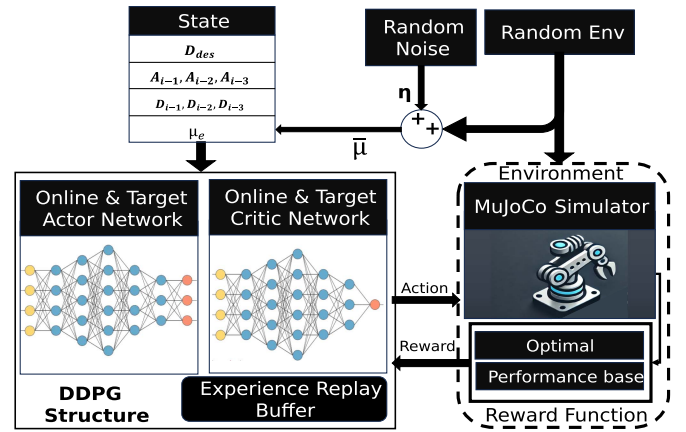 State
D_des
A_{i-1}, A_{i-2}, A_{i-3}
D_{i-1}, D_{i-2}, D_{i-3}
μ_e
Random
Noise
Random Env
η
+
+
μ̅
Online & Target
Actor Network
Online & Target
Critic Network
DDPG
Structure
Experience Replay
Buffer
Action
Reward
Environment
MuJoCo Simulator
Optimal
Performance base
Reward Function